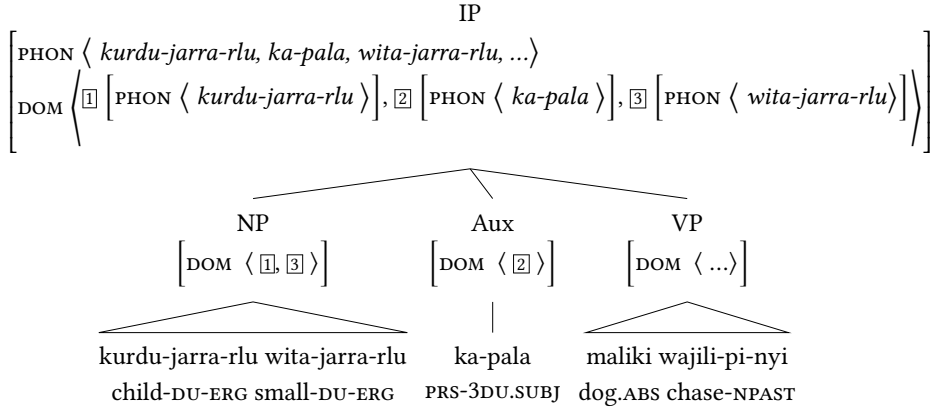 IP
[PHON ⟨ kurdu-jarra-rlu, ka-pala, wita-jarra-rlu, …⟩
DOM ⟨ 1 [PHON ⟨ kurdu-jarra-rlu ⟩], 2 [PHON ⟨ ka-pala ⟩], 3 [PHON ⟨ wita-jarra-rlu⟩] ⟩]
NP Aux VP
[DOM ⟨ 1, 3 ⟩] [DOM ⟨ 2 ⟩] [DOM ⟨ …⟩]
kurdu-jarra-rlu wita-jarra-rlu ka-pala maliki wajili-pi-nyi
child-DU-ERG small-DU-ERG PRS-3DU.SUBJ dog.ABS chase-NPAST